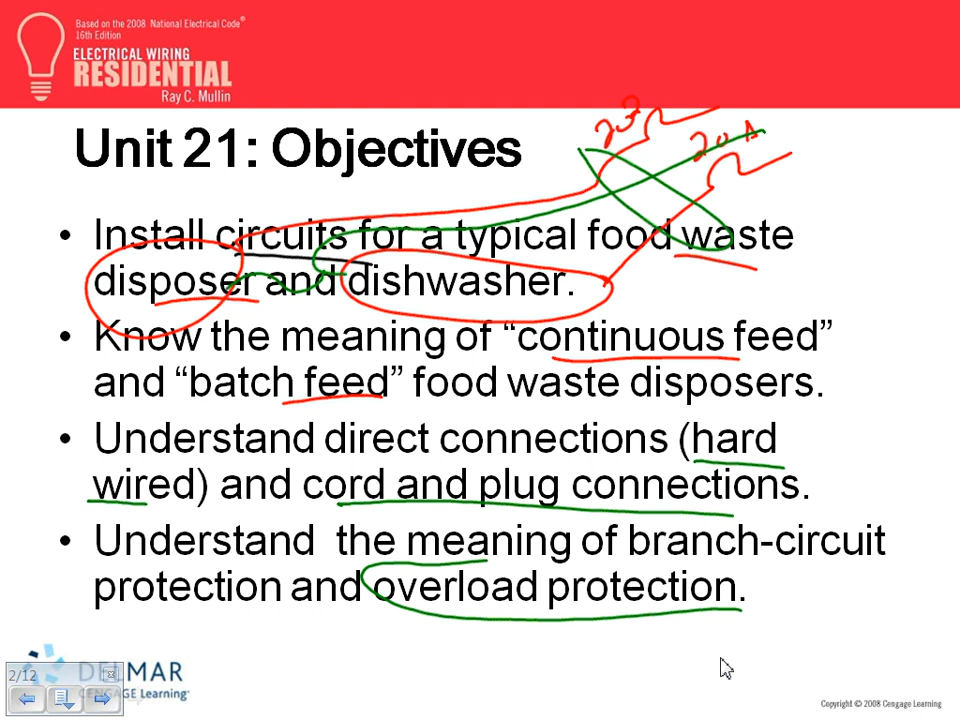 Based on the 2008 National Electrical Code®
16th Edition
ELECTRICAL WIRING
RESIDENTIAL
Ray C. Mullin
Unit 21: Objectives
20A
20A
• Install circuits for a typical food waste
disposer and dishwasher.
• Know the meaning of “continuous feed”
and “batch feed” food waste disposers.
• Understand direct connections (hard
wired) and cord and plug connections.
• Understand the meaning of branch-circuit
protection and overload protection.
2/12
DELMAR
CENGAGE Learning™
Copyright © 2008 Cengage Learning